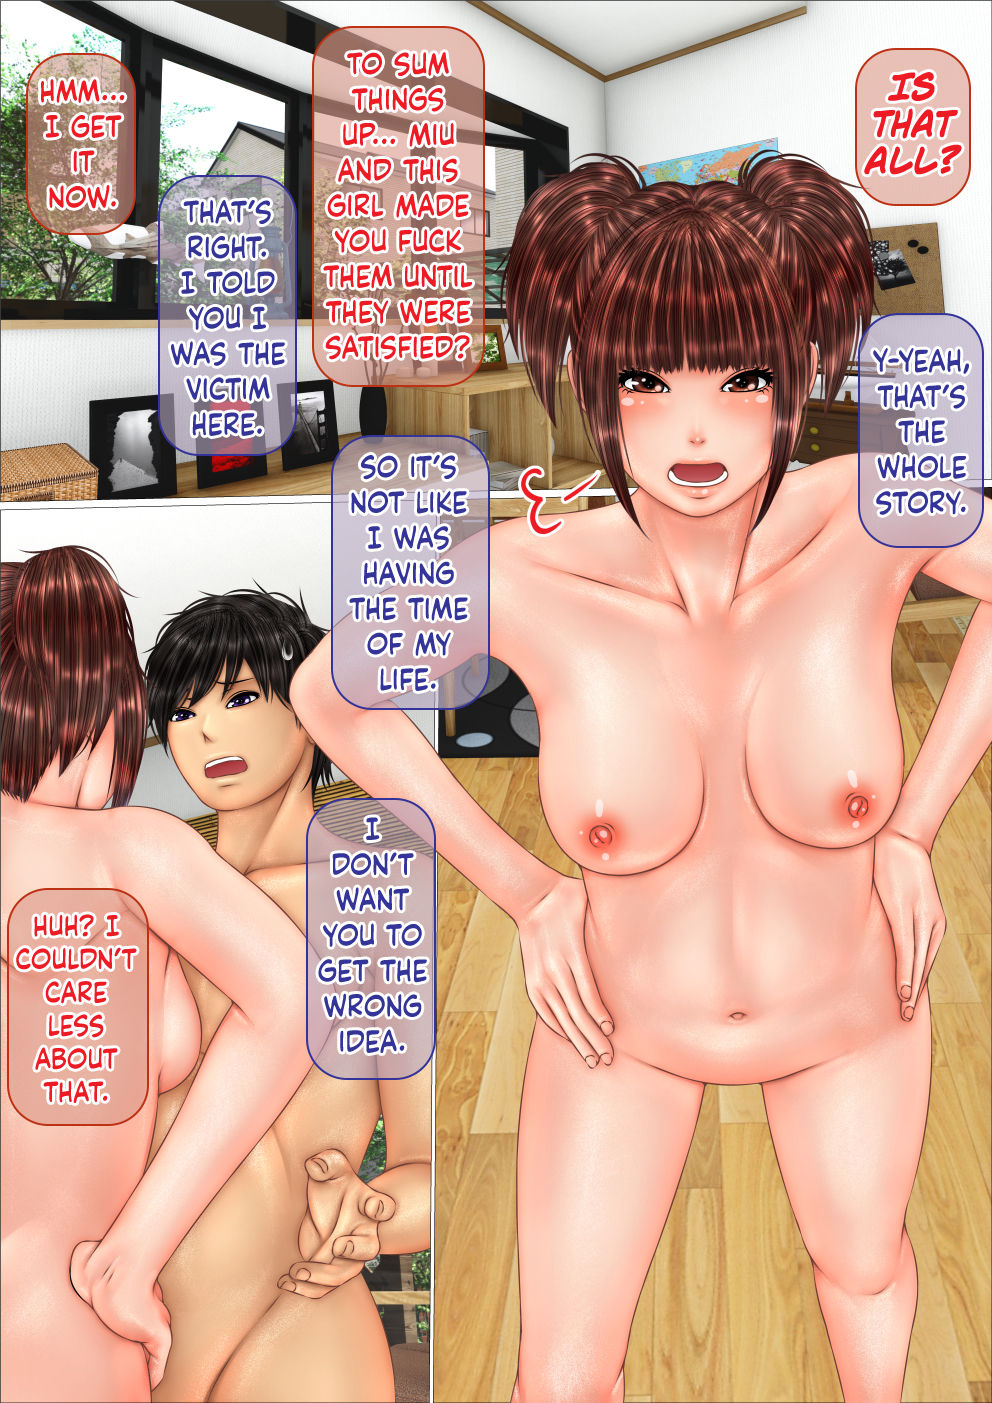 IS
THAT
ALL?
Y-YEAH,
THAT'S
THE
WHOLE
STORY.
TO SUM
THINGS
UP... MIU
AND THIS
GIRL MADE
YOU FUCK
THEM UNTIL
THEY WERE
SATISFIED?
THAT'S
RIGHT.
I TOLD
YOU I
WAS THE
VICTIM
HERE.
HMM...
I GET
IT
NOW.
SO IT'S
NOT LIKE
I WAS
HAVING
THE TIME
OF MY
LIFE.
I
DON'T
WANT
YOU TO
GET THE
WRONG
IDEA.
HUH? I
COULDN'T
CARE
LESS
ABOUT
THAT.